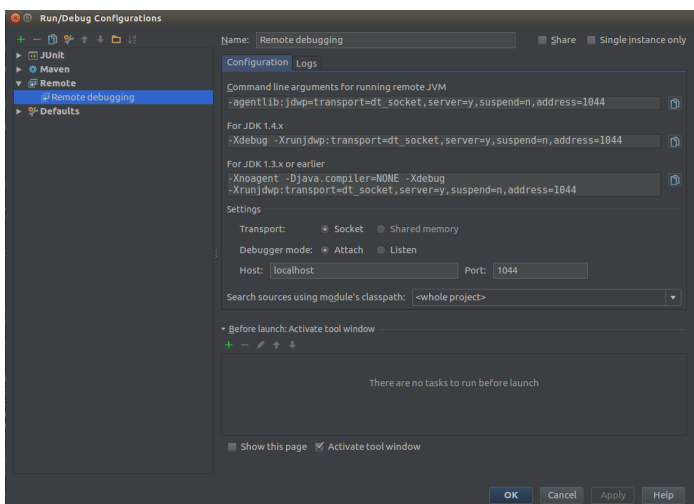 Run/Debug Configurations
Name: Remote debugging
Share
Single instance only
JUnit
Maven
Remote
Remote debugging
Defaults
Configuration
Logs
Command line arguments for running remote JVM
-agentlib:jdwp=transport=dt_socket,server=y,suspend=n,address=1044
For JDK 1.4.x
-Xdebug -Xrunjdwp:transport=dt_socket,server=y,suspend=n,address=1044
For JDK 1.3.x or earlier
-Xnoagent -Djava.compiler=NONE -Xdebug
-Xrunjdwp:transport=dt_socket,server=y,suspend=n,address=1044
Settings
Transport: Socket Shared memory
Debugger mode: Attach Listen
Host: localhost Port: 1044
Search sources using module's classpath: <whole project>
Before launch: Activate tool window
There are no tasks to run before launch
Show this page Activate tool window
OK Cancel Apply Help